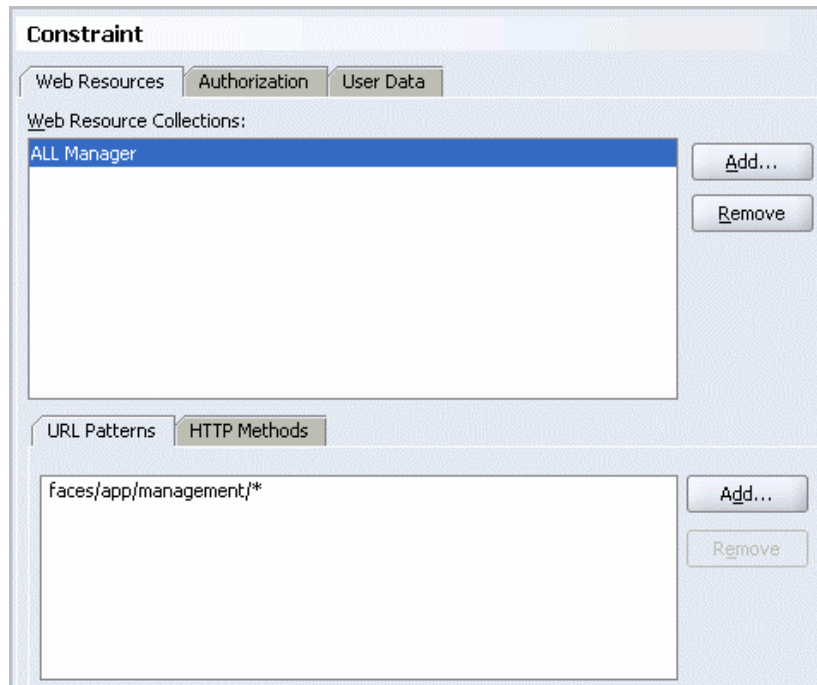 Constraint
Web Resources Authorization User Data
Web Resource Collections:
ALL Manager
Add...
Remove
URL Patterns HTTP Methods
faces/app/management/*
Add...
Remove